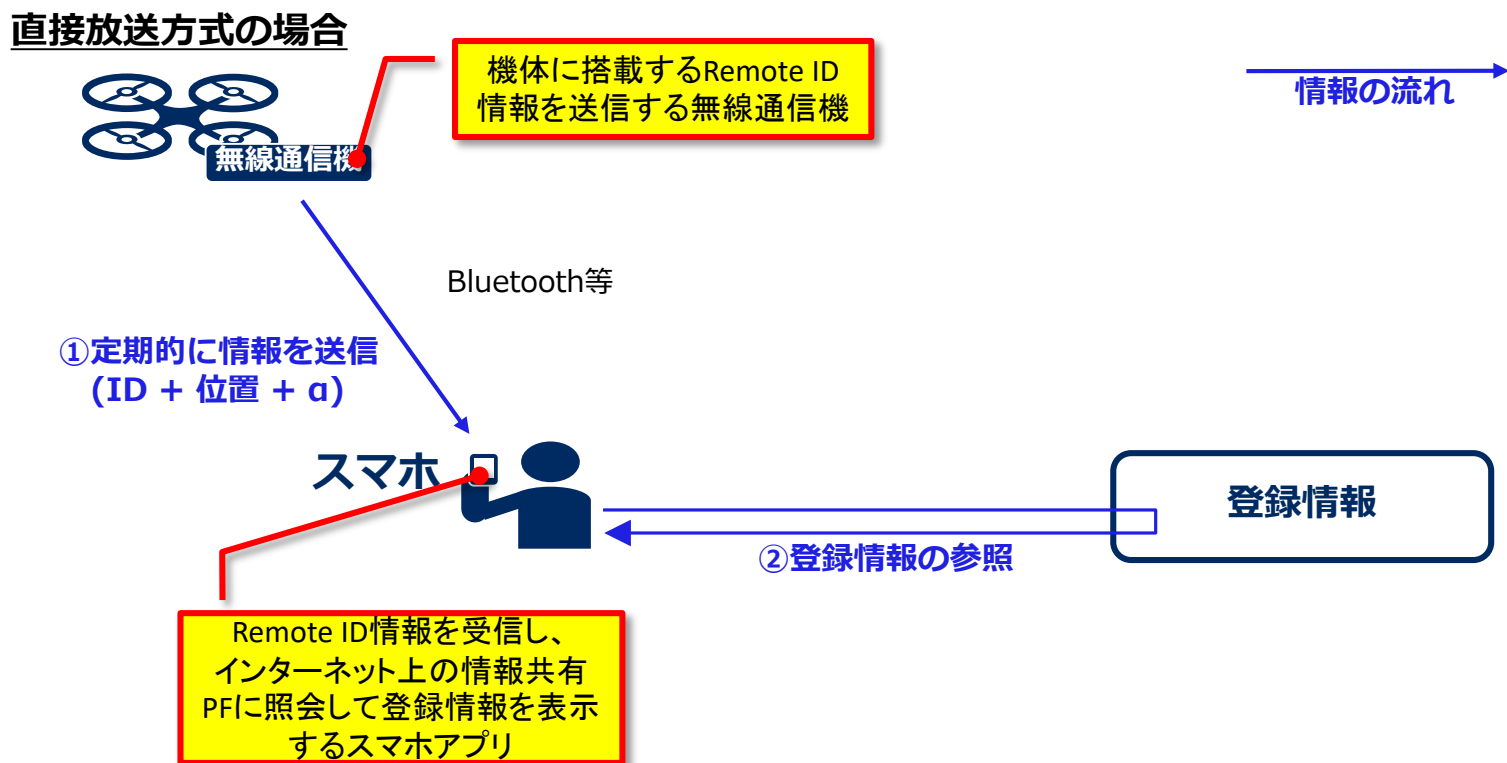 直接放送方式の場合
機体に搭載するRemote ID
情報を送信する無線通信機
情報の流れ
無線通信機
Bluetooth等
①定期的に情報を送信
(ID + 位置 + α)
スマホ
登録情報
②登録情報の参照
Remote ID情報を受信し、
インターネット上の情報共有
PFに照会して登録情報を表示
するスマホアプリ